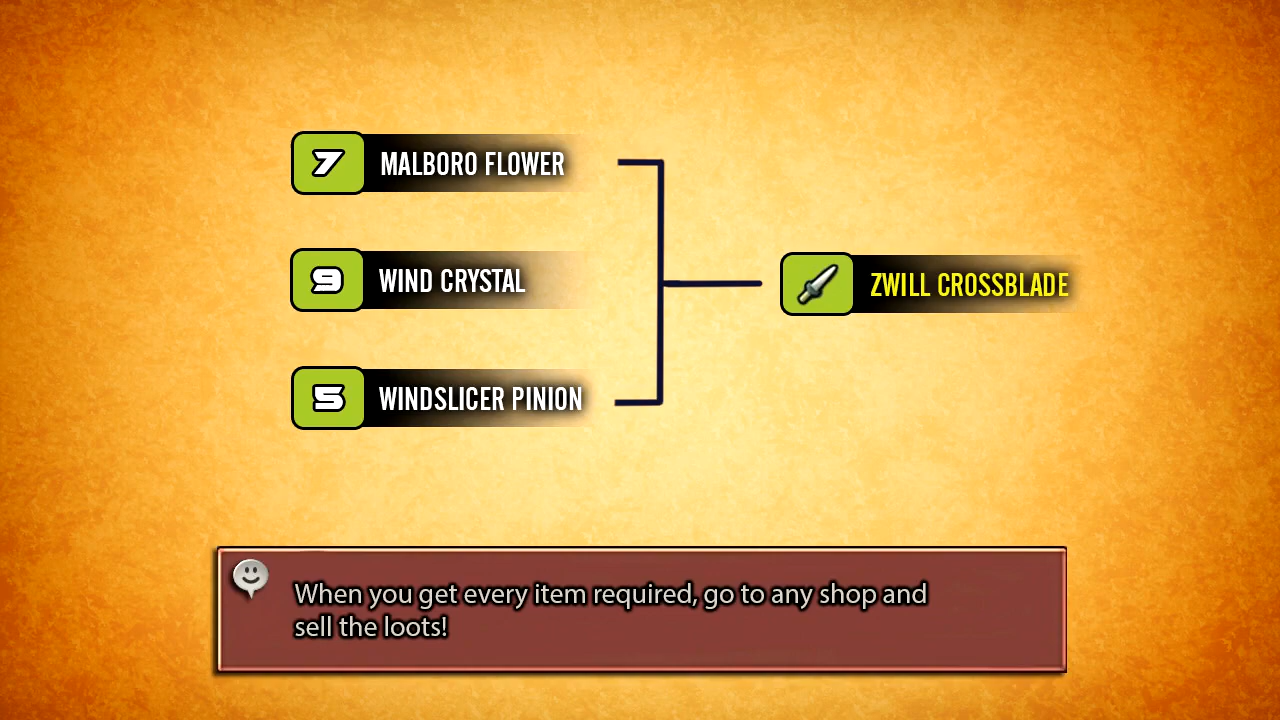 7 MALBORO FLOWER
9 WIND CRYSTAL
ZWILL CROSSBLADE
5 WINDSLICER PINION
When you get every item required, go to any shop and
sell the loots!